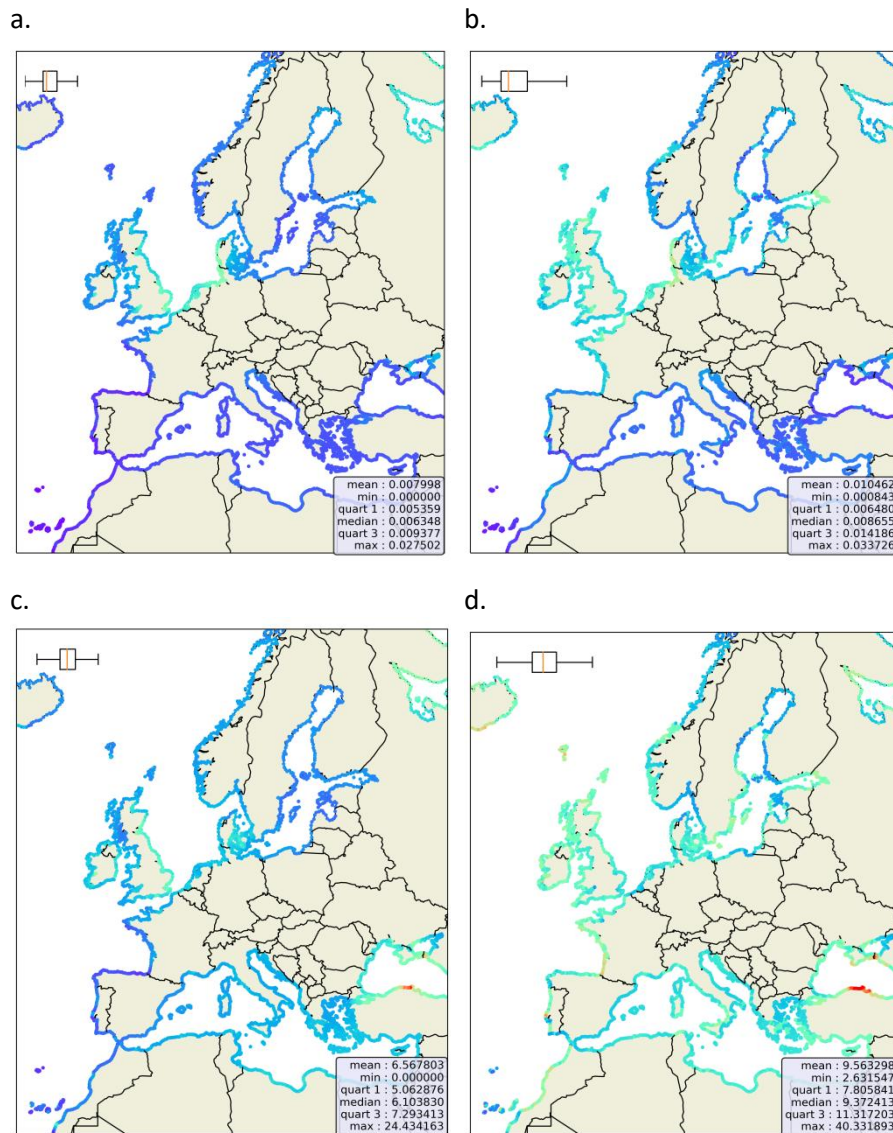 a.
b.
mean : 0.007998
min : 0.000000
quart 1 : 0.005359
median : 0.006348
quart 3 : 0.009377
max : 0.027502
mean : 0.010462
min : 0.000843
quart 1 : 0.006480
median : 0.008655
quart 3 : 0.014186
max : 0.033726
c.
d.
mean : 6.567803
min : 0.000000
quart 1 : 5.062876
median : 6.103830
quart 3 : 7.293413
max : 24.434163
mean : 9.563298
min : 2.631547
quart 1 : 7.805841
median : 9.372413
quart 3 : 11.317203
max : 40.331893